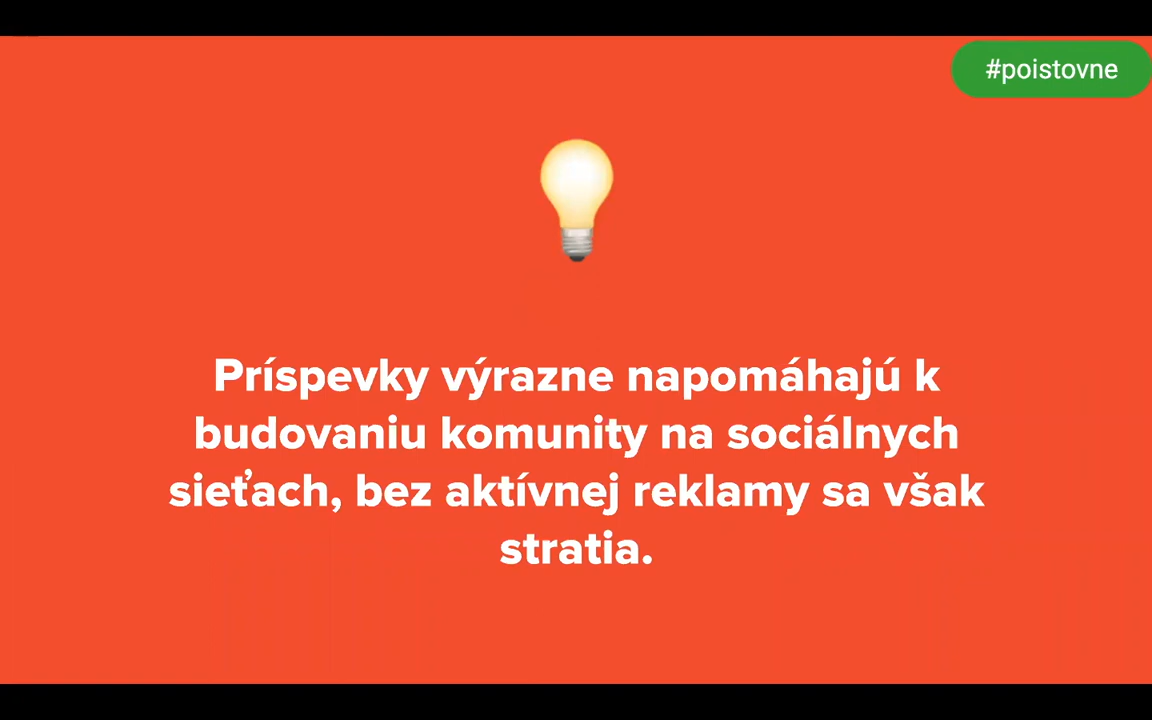 #poistovne
Príspevky výrazne napomáhajú k
budovaniu komunity na sociálnych
sieťach, bez aktívnej reklamy sa však
stratia.